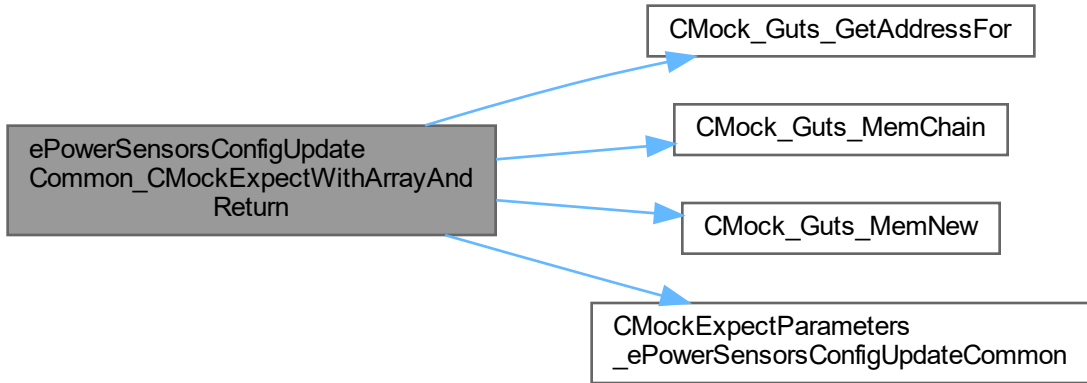 CMock_Guts_GetAddressFor
CMock_Guts_MemChain
ePowerSensorsConfigUpdate
Common_CMockExpectWithArrayAnd
Return
CMock_Guts_MemNew
CMockExpectParameters
_ePowerSensorsConfigUpdateCommon